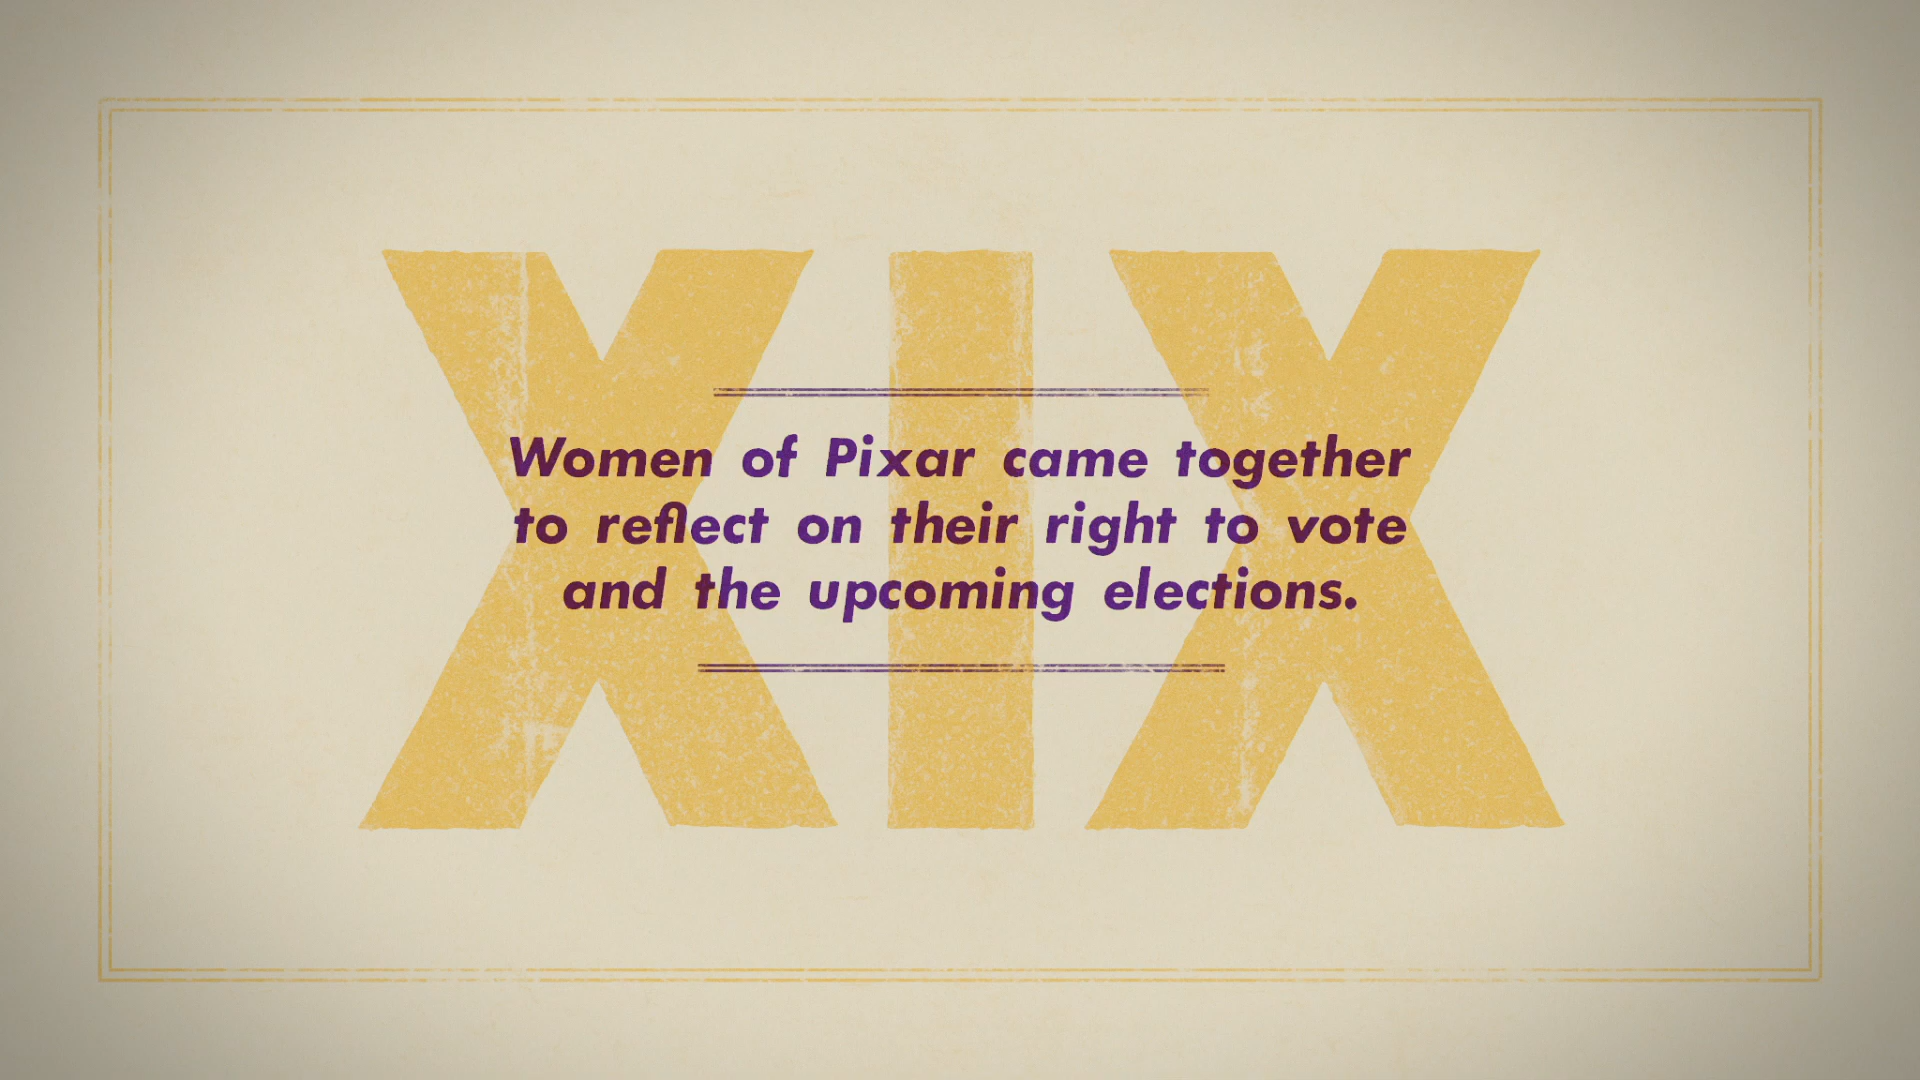 XIX
Women of Pixar came together
to reflect on their right to vote
and the upcoming elections.